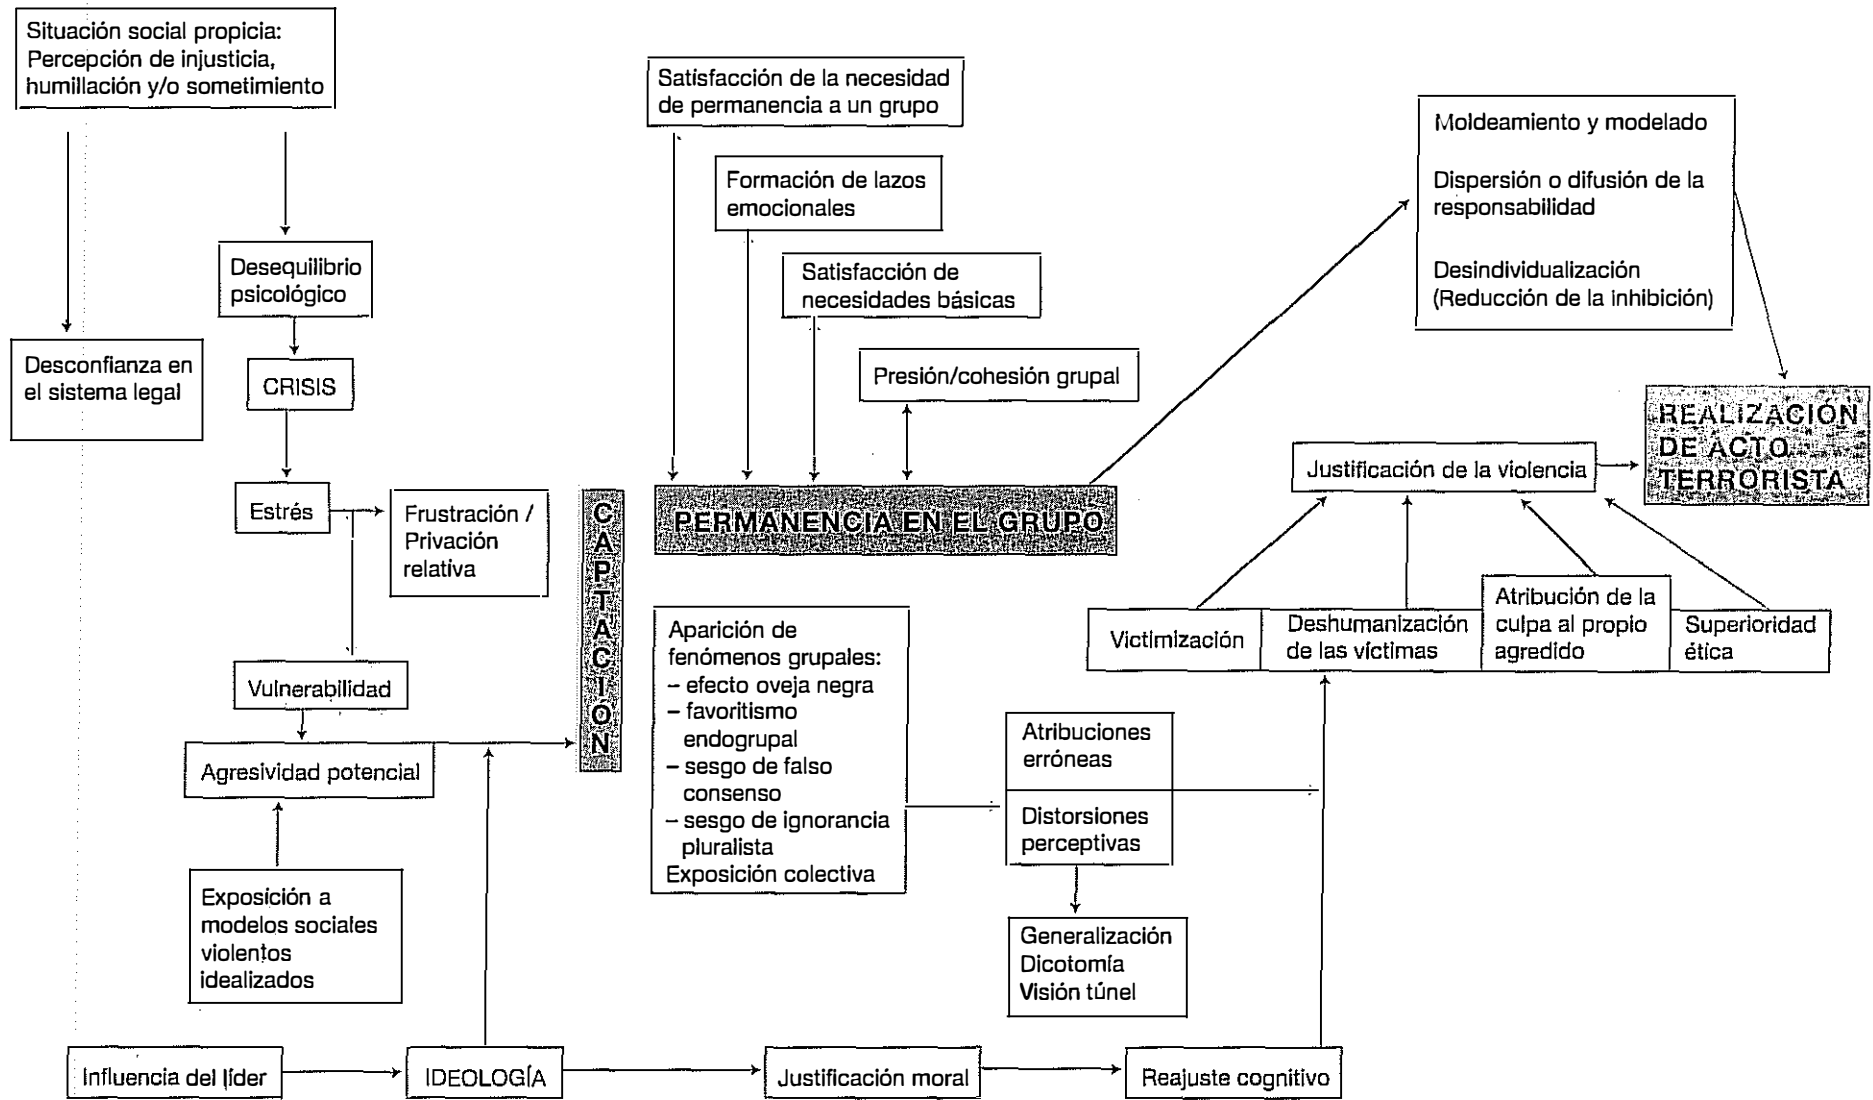 Situación social propicia:
Percepción de injusticia,
humillación y/o sometimiento
Desconfianza en
el sistema legal
Desequilibrio
psicológico
CRISIS
Estrés
Frustración /
Privación
relativa
Vulnerabilidad
Agresividad potencial
Exposición a
modelos sociales
violentos
idealizados
Influencia del líder
IDEOLOGÍA
Justificación moral
Reajuste cognitivo
CAPTACION
Satisfacción de la necesidad
de permanencia a un grupo
Formación de lazos
emocionales
Satisfacción de
necesidades básicas
Presión/cohesión grupal
PERMANENCIA EN EL GRUPO
Aparición de
fenómenos grupales:
– efecto oveja negra
– favoritismo
endogrupal
– sesgo de falso
consenso
– sesgo de ignorancia
pluralista
Exposición colectiva
Atribuciones
erróneas
Distorsiones
perceptivas
Generalización
Dicotomía
Visión túnel
Moldeamiento y modelado
Dispersión o difusión de la
responsabilidad
Desindividualización
(Reducción de la inhibición)
Justificación de la violencia
Victimización
Deshumanización
de las víctimas
Atribución de la
culpa al propio
agredido
Superioridad
ética
REALIZACIÓN
DE ACTO
TERRORISTA